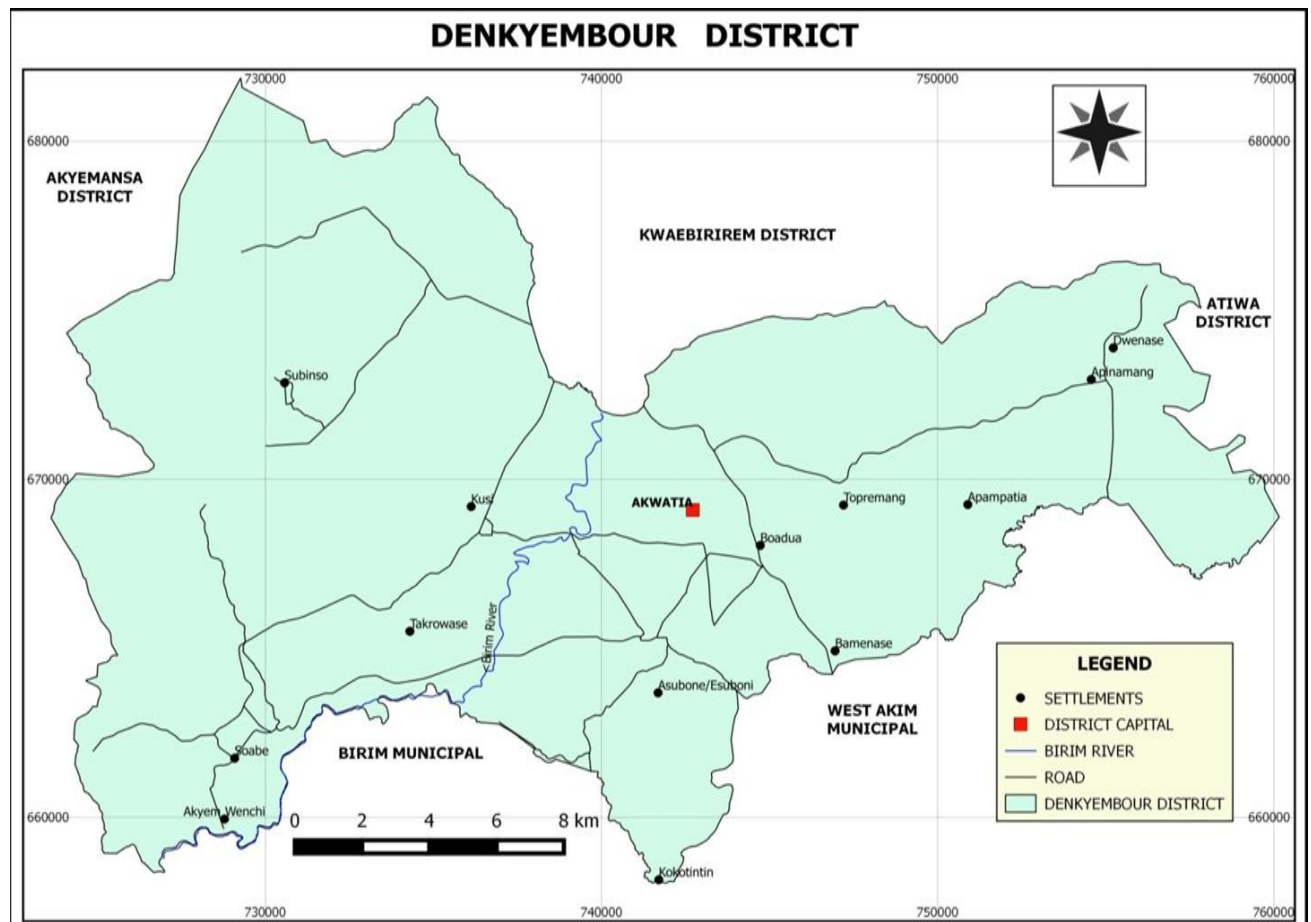 DENKYEMBOUR DISTRICT
730000
740000
750000
760000
680000
680000
AKYEMANSA
DISTRICT
KWAEBIRIREM DISTRICT
ATIWA
DISTRICT
Dwenase
Apinamang
Subinso
670000
670000
Kusi
AKWATIA
Topremang
Apampatia
Boadua
Takrowase
Birim River
Bamenase
Asubone/Esuboni
WEST AKIM
MUNICIPAL
BIRIM MUNICIPAL
Soabe
Akyem Wenchi
660000
660000
0 2 4 6 8 km
Kokotintin
LEGEND
SETTLEMENTS
DISTRICT CAPITAL
BIRIM RIVER
ROAD
DENKYEMBOUR DISTRICT
730000
740000
750000
760000